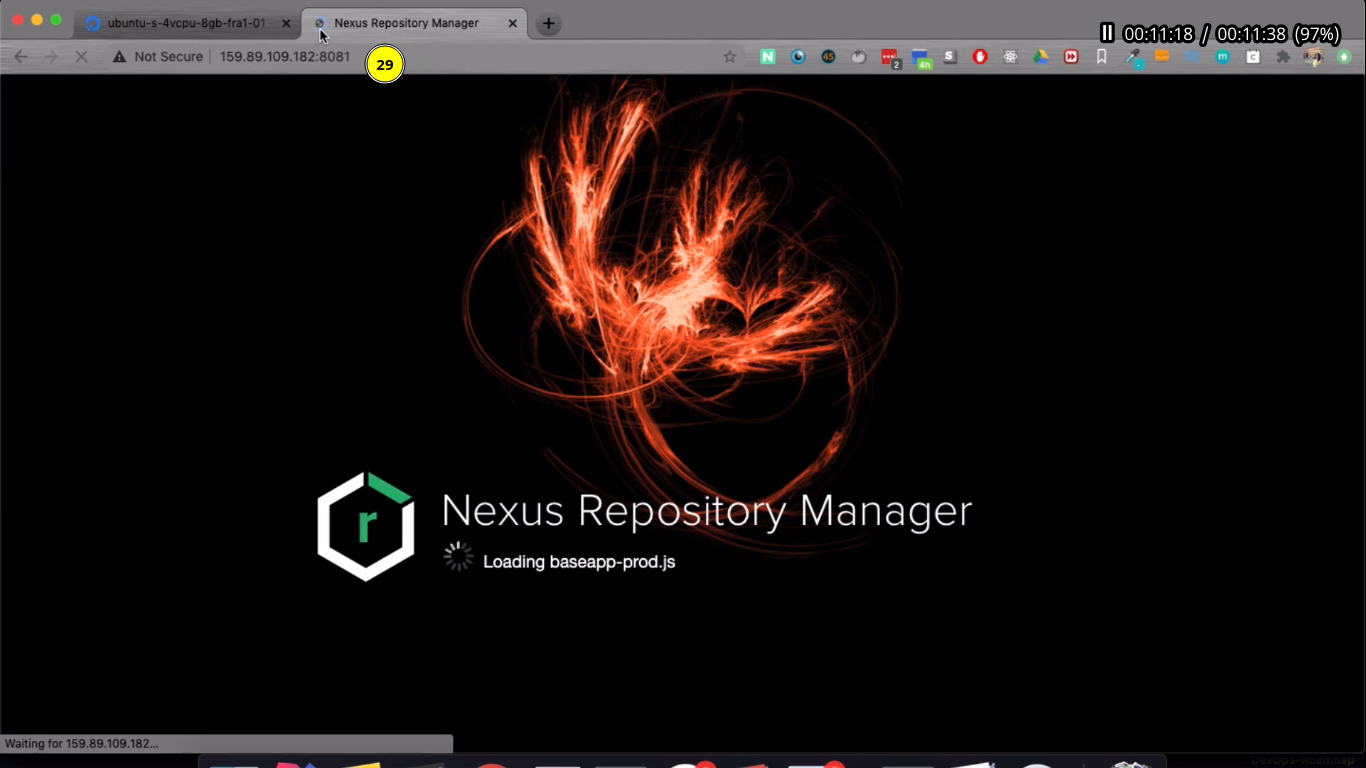 ubuntu-s-4vcpu-8gb-fra1-01
Nexus Repository Manager
00:11:18 / 00:11:38 (97%)
Not Secure
159.89.109.182:8081
29
45
2
4h
S
m
C
N
r
Nexus Repository Manager
Loading baseapp-prod.js
Waiting for 159.89.109.182...
DevOps-Roadmap